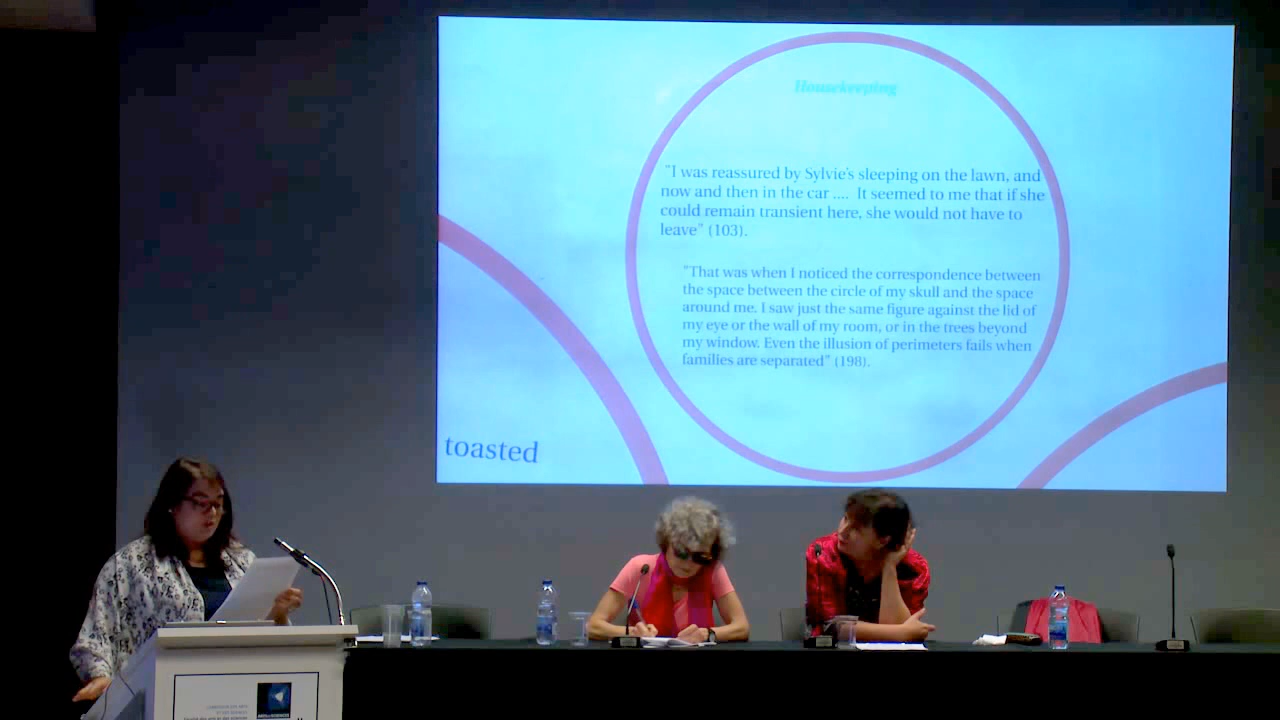 Housekeeping
"I was reassured by Sylvie's sleeping on the lawn, and
now and then in the car .... It seemed to me that if she
could remain transient here, she would not have to
leave" (103).
"That was when I noticed the correspondence between
the space between the circle of my skull and the space
around me. I saw just the same figure against the lid of
my eye or the wall of my room, or in the trees beyond
my window. Even the illusion of perimeters fails when
families are separated" (198).
toasted